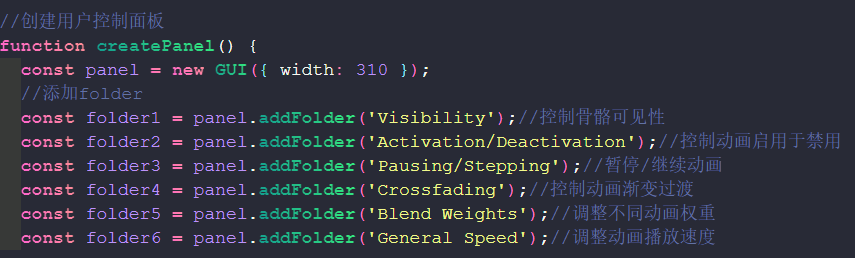 //创建用户控制面板
function createPanel() {
const panel = new GUI({ width: 310 });
//添加folder
const folder1 = panel.addFolder('Visibility');//控制骨骼可见性
const folder2 = panel.addFolder('Activation/Deactivation');//控制动画启用于禁用
const folder3 = panel.addFolder('Pausing/Stepping');//暂停/继续动画
const folder4 = panel.addFolder('Crossfading');//控制动画渐变过渡
const folder5 = panel.addFolder('Blend Weights');//调整不同动画权重
const folder6 = panel.addFolder('General Speed');//调整动画播放速度